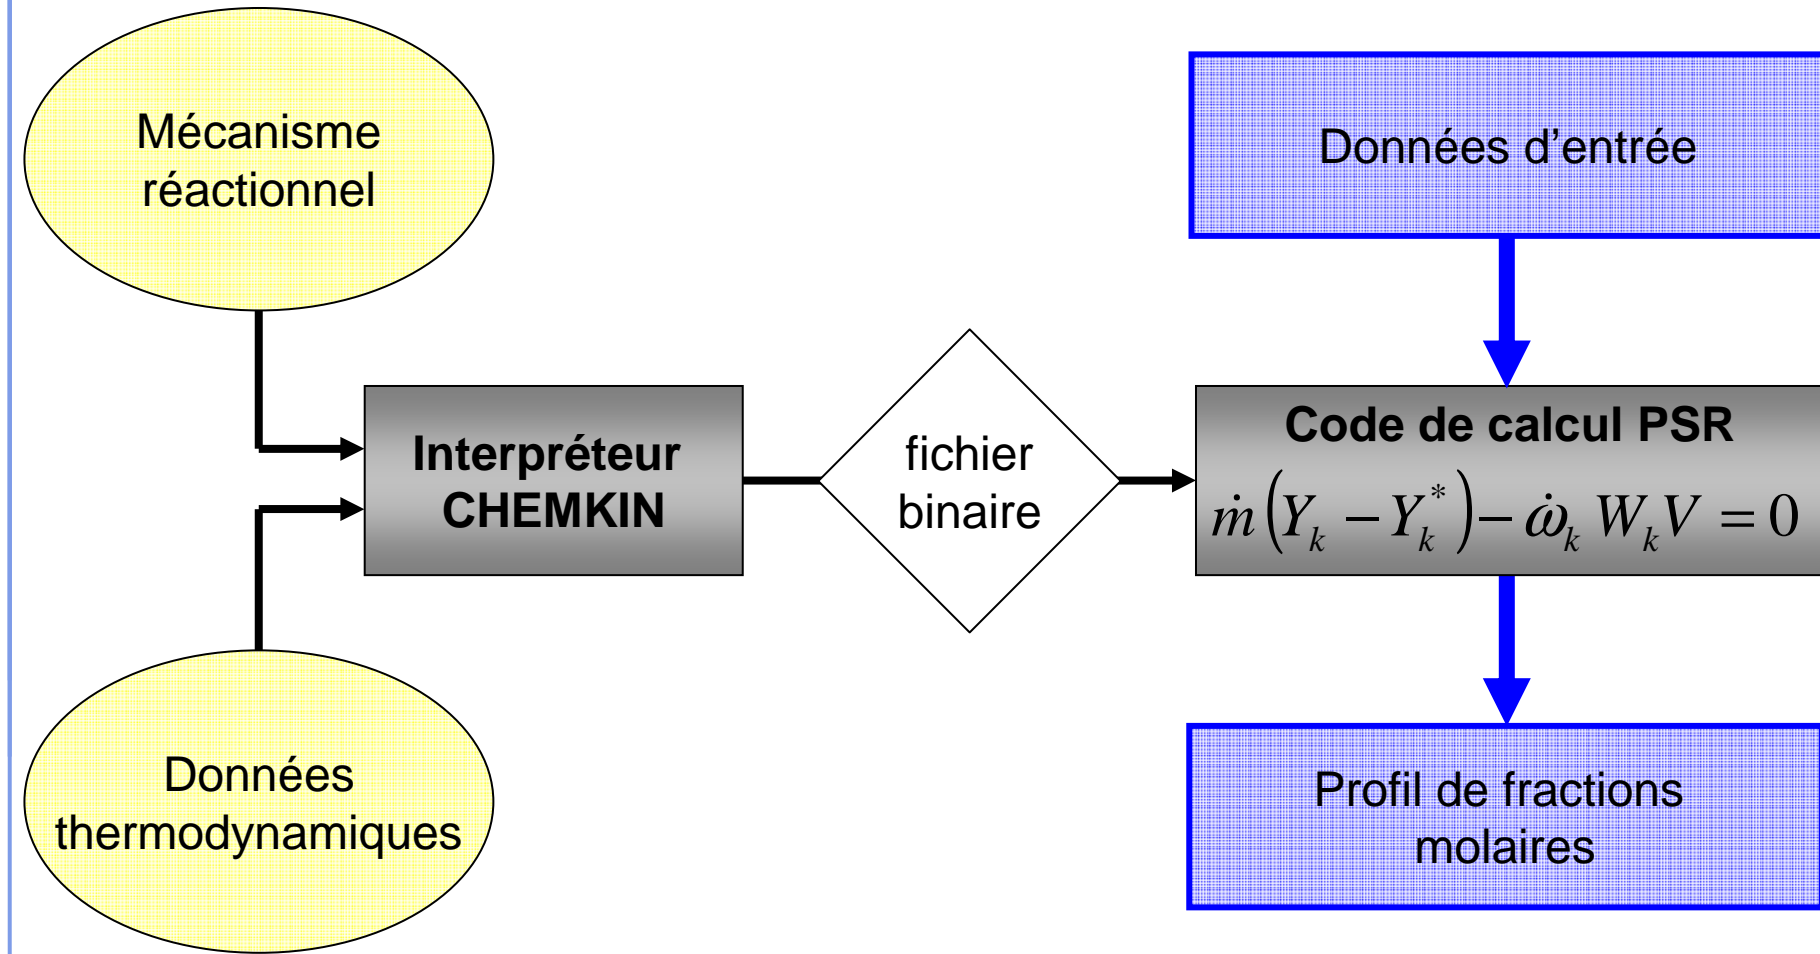 Mécanisme
réactionnel
Données d’entrée
Interpréteur
CHEMKIN
fichier
binaire
Code de calcul PSR
ṁ(Y_k − Y_k^*) − ω̇_k W_k V = 0
Données
thermodynamiques
Profil de fractions
molaires